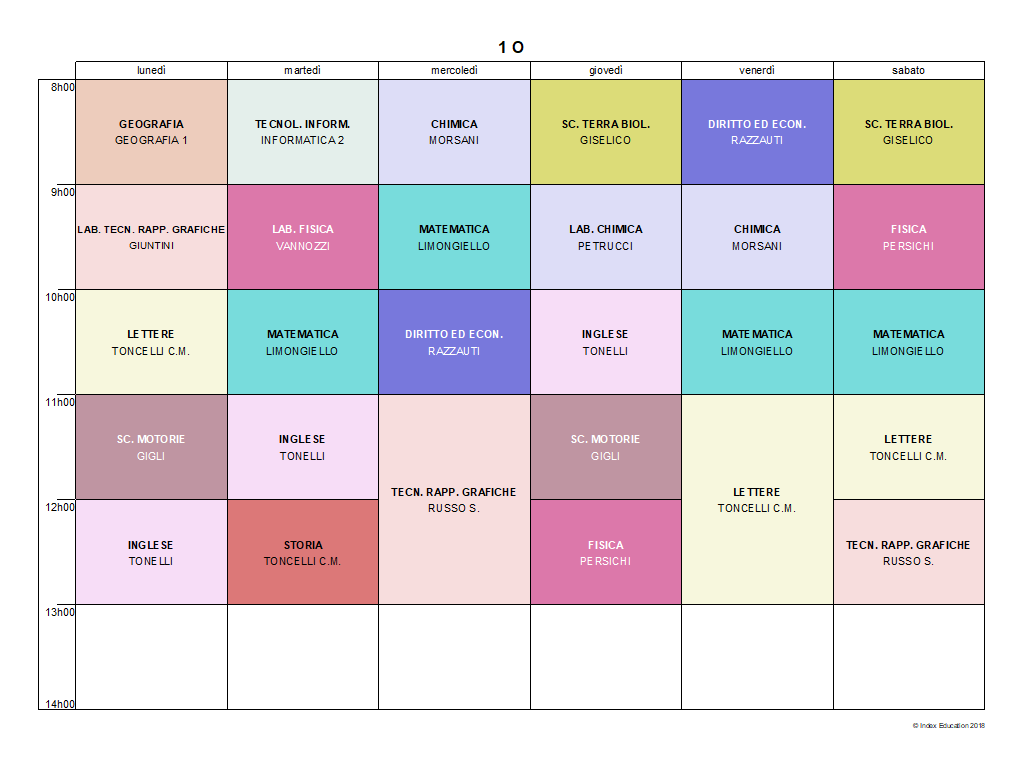 1 O
lunedì martedì mercoledì giovedì venerdì sabato
8h00
GEOGRAFIA TECNOL. INFORM. CHIMICA SC. TERRA BIOL. DIRITTO ED ECON. SC. TERRA BIOL.
GEOGRAFIA 1 INFORMATICA 2 MORSANI GISELICO RAZZAUTI GISELICO
9h00
LAB. TECN. RAPP. GRAFICHE LAB. FISICA MATEMATICA LAB. CHIMICA CHIMICA FISICA
GIUNTINI VANNOZZI LIMONGIELLO PETRUCCI MORSANI PERSICHI
10h00
LETTERE MATEMATICA DIRITTO ED ECON. INGLESE MATEMATICA MATEMATICA
TONCELLI C.M. LIMONGIELLO RAZZAUTI TONELLI LIMONGIELLO LIMONGIELLO
11h00
SC. MOTORIE INGLESE SC. MOTORIE LETTERE
GIGLI TONELLI GIGLI TONCELLI C.M.
TECN. RAPP. GRAFICHE LETTERE
12h00 RUSSO S. TONCELLI C.M.
INGLESE STORIA FISICA TECN. RAPP. GRAFICHE
TONELLI TONCELLI C.M. PERSICHI RUSSO S.
13h00
14h00
© Index Education 2018